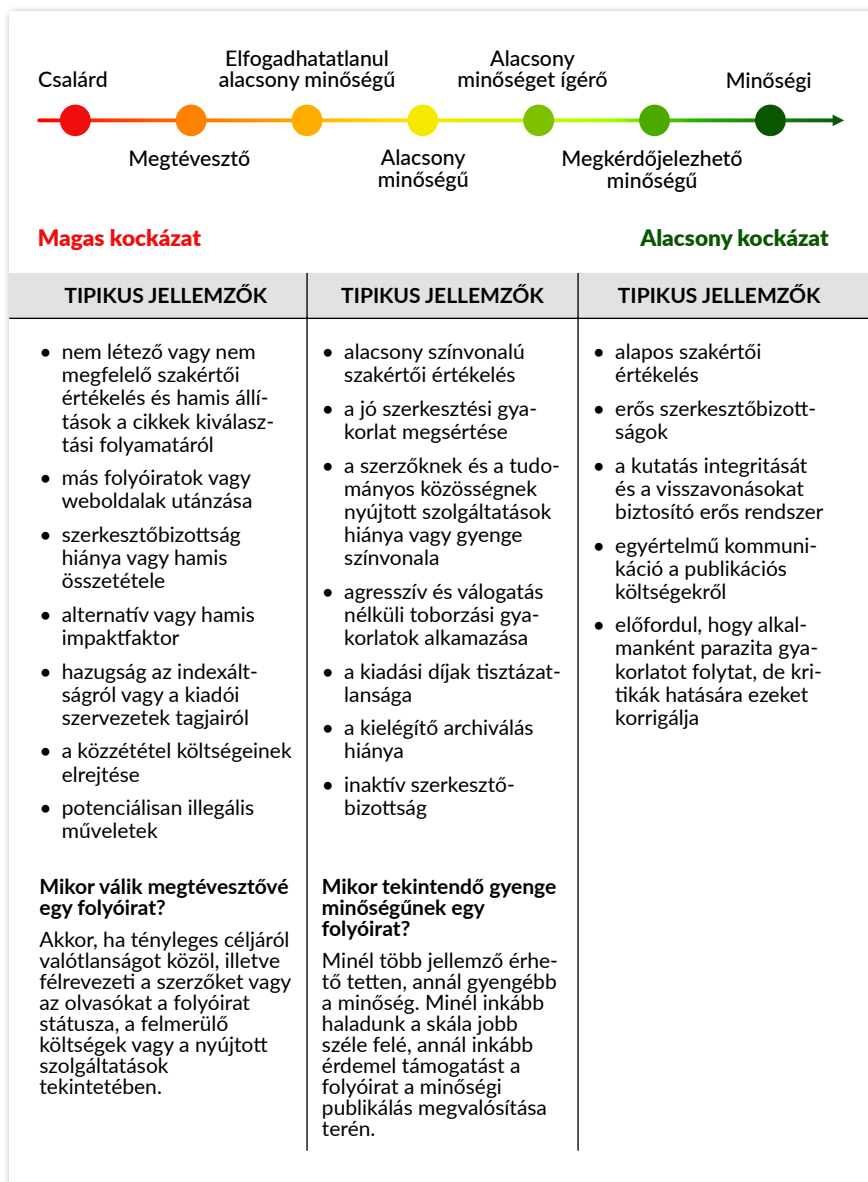 Csalárd
Elfogadhatatlanul
alacsony minőségű
Alacsony
minőséget ígérő
Minőségi
Megtévesztő
Alacsony
minőségű
Megkérdőjelezhető
minőségű
Magas kockázat
Alacsony kockázat
TIPIKUS JELLEMZŐK
• nem létező vagy nem
megfelelő szakértői
értékelés és hamis állí-
tások a cikkek kiválasz-
tási folyamatáról
• más folyóiratok vagy
weboldalak utánzása
• szerkesztőbizottság
hiánya vagy hamis
összetétele
• alternatív vagy hamis
impaktfaktor
• hazugság az indexált-
ságról vagy a kiadói
szervezetek tagjairól
• a közzététel költségeinek
elrejtése
• potenciálisan illegális
műveletek
Mikor válik megtévesztővé
egy folyóirat?
Akkor, ha tényleges céljáról
valótlanságot közöl, illetve
félrevezeti a szerzőket vagy
az olvasókat a folyóirat
státusza, a felmerülő
költségek vagy a nyújtott
szolgáltatások
tekintetében.
TIPIKUS JELLEMZŐK
• alacsony színvonalú
szakértői értékelés
• a jó szerkesztési gya-
korlat megsértése
• a szerzőknek és a tudo-
mányos közösségnek
nyújtott szolgáltatások
hiánya vagy gyenge
színvonala
• agresszív és válogatás
nélküli toborzási gya-
korlatok alkamazása
• a kiadási díjak tisztázat-
lansága
• a kielégítő archiválás
hiánya
• inaktív szerkesztő-
bizottság
Mikor tekintendő gyenge
minőségűnek egy
folyóirat?
Minél több jellemző érhe-
tő tetten, annál gyengébb
a minőség. Minél inkább
haladunk a skála jobb
széle felé, annál inkább
érdemel támogatást a
folyóirat a minőségi
publikálás megvalósítása
terén.
TIPIKUS JELLEMZŐK
• alapos szakértői
értékelés
• erős szerkesztőbizott-
ságok
• a kutatás integritását
és a visszavonásokat
biztosító erős rendszer
• egyértelmű kommuni-
káció a publikációs
költségekről
• előfordul, hogy alkal-
manként parazita gya-
korlatot folytat, de kri-
tikák hatására ezeket
korrigálja